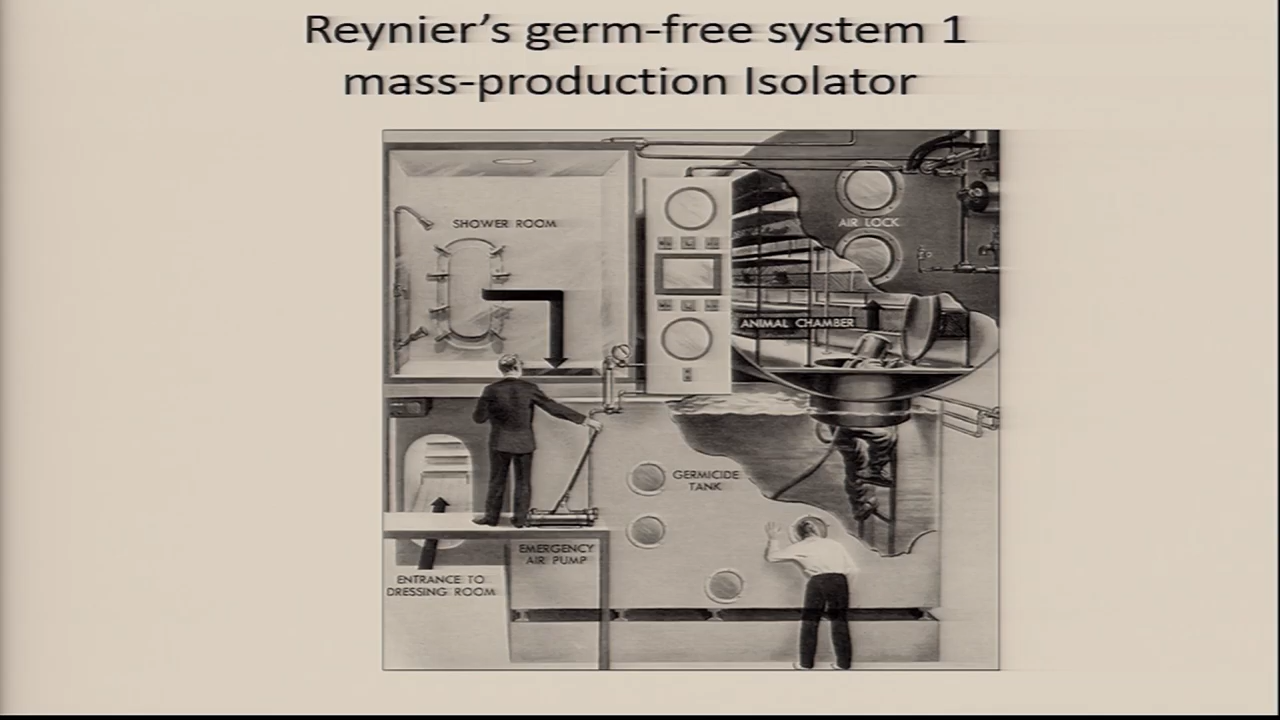 Reynier's germ-free system 1
mass-production Isolator
SHOWER ROOM
AIR LOCK
ANIMAL CHAMBER
GERMICIDE
TANK
EMERGENCY
AIR PUMP
ENTRANCE TO
DRESSING ROOM